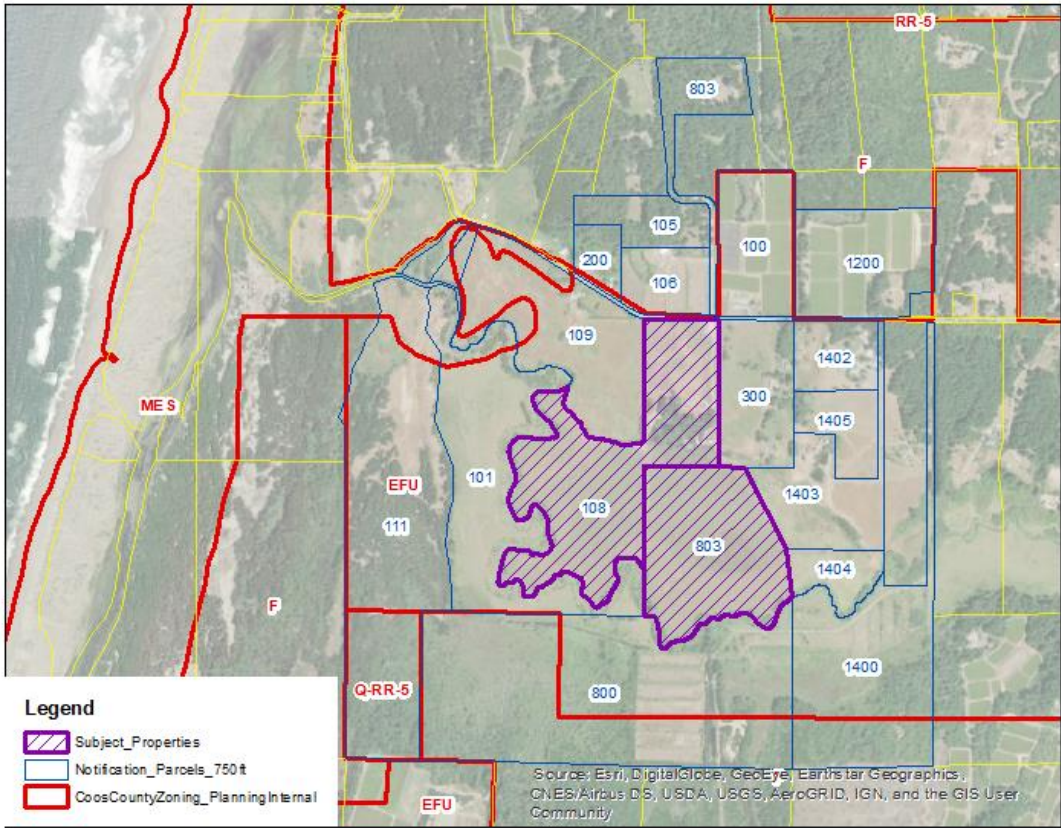 RR-5
803
F
105
100
200
1200
106
109
1402
300
MES
1405
EFU
101
1403
111
108
803
1404
F
1400
Q-RR-5
800
Legend
Subject_Properties
Notification_Parcels_750ft
CoosCountyZoning_PlanningInternal
EFU
Source: Esri, DigitalGlobe, GeoEye, Earthstar Geographics,
CNES/Airbus DS, USDA, USGS, AeroGRID, IGN, and the GIS User
Community